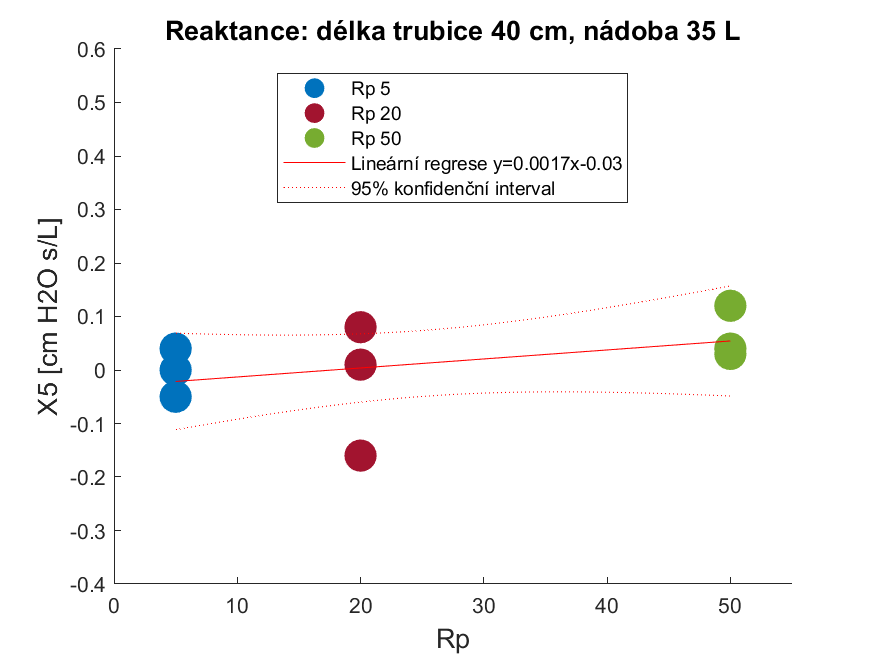 Reaktance: délka trubice 40 cm, nádoba 35 L
0.6
0.5
0.4
0.3
0.2
0.1
0
-0.1
-0.2
-0.3
-0.4
X5 [cm H2O s/L]
Rp 5
Rp 20
Rp 50
Lineární regrese y=0.0017x-0.03
95% konfidenční interval
0 10 20 30 40 50
Rp